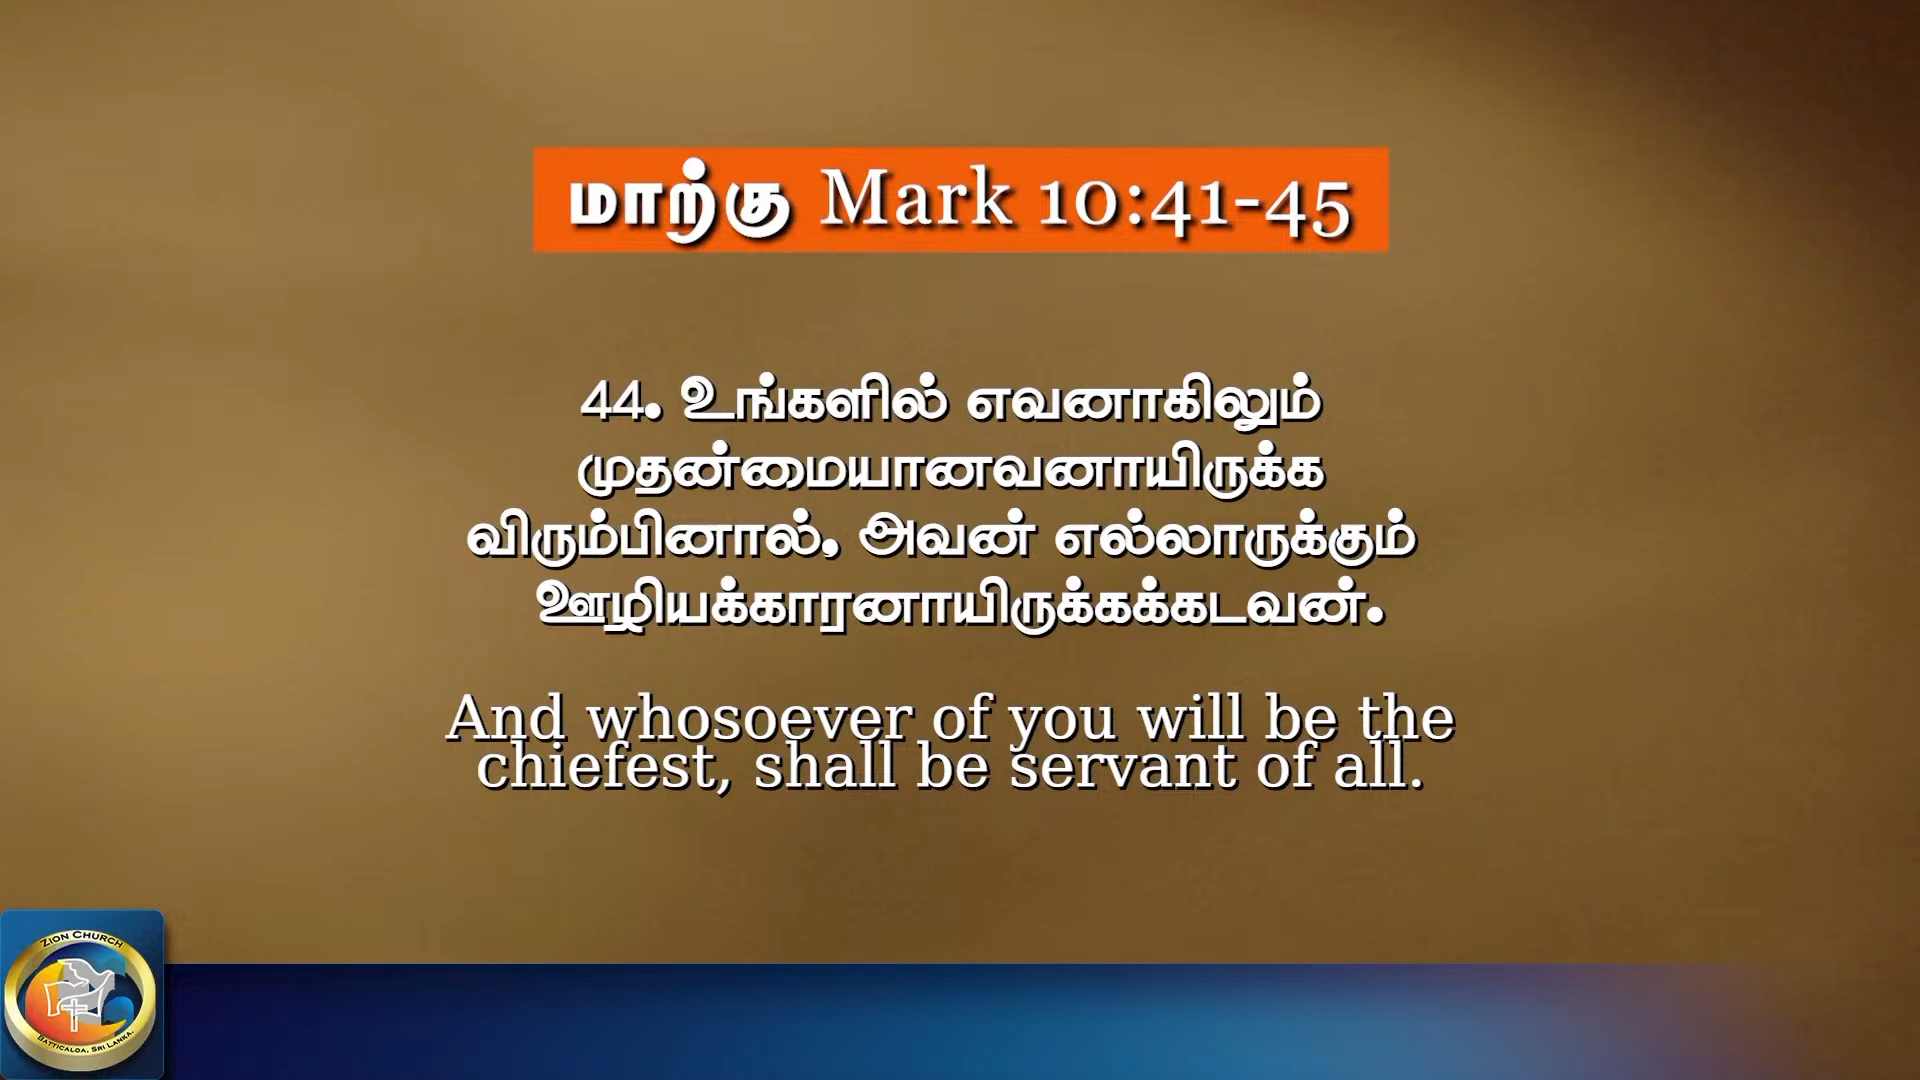 மாற்கு Mark 10:41-45
44. உங்களில் எவனாகிலும்
முதன்மையானவனாயிருக்க
விரும்பினால், அவன் எல்லாருக்கும்
ஊழியக்காரனாயிருக்கக்கடவன்.
And whosoever of you will be the
chiefest, shall be servant of all.
ZION CHURCH
BATTICALOA, SRI LANKA.